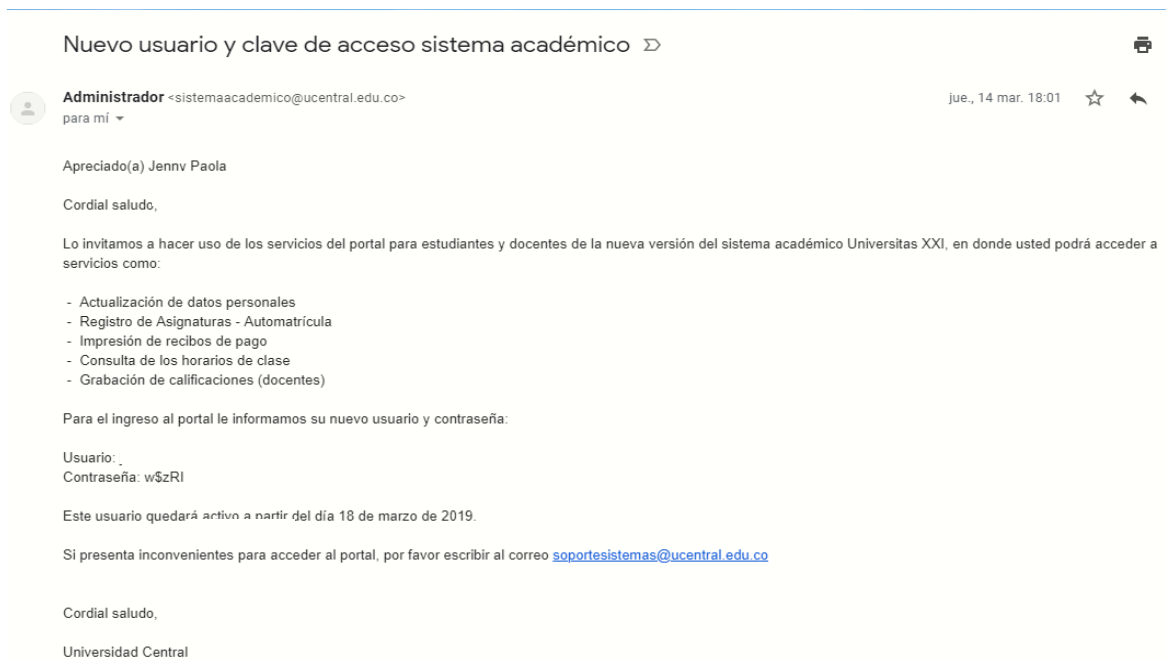 Nuevo usuario y clave de acceso sistema académico
Administrador <sistemaacademico@ucentral.edu.co>
jue., 14 mar. 18:01
para mí
Apreciado(a) Jenny Paola
Cordial saludo,
Lo invitamos a hacer uso de los servicios del portal para estudiantes y docentes de la nueva versión del sistema académico Universitas XXI, en donde usted podrá acceder a
servicios como:
- Actualización de datos personales
- Registro de Asignaturas - Automatrícula
- Impresión de recibos de pago
- Consulta de los horarios de clase
- Grabación de calificaciones (docentes)
Para el ingreso al portal le informamos su nuevo usuario y contraseña:
Usuario:
Contraseña: w$zRI
Este usuario quedará activo a partir del día 18 de marzo de 2019.
Si presenta inconvenientes para acceder al portal, por favor escribir al correo soportesistemas@ucentral.edu.co
Cordial saludo,
Universidad Central